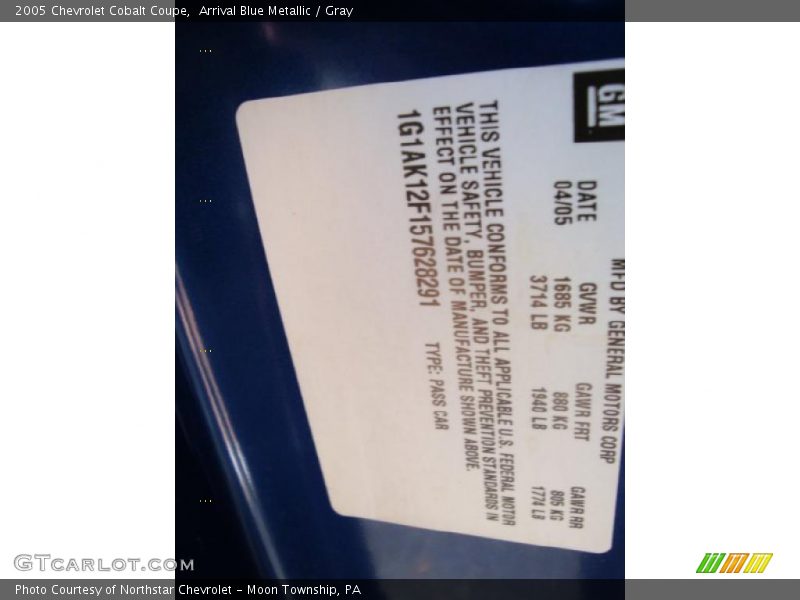 2005 Chevrolet Cobalt Coupe,  Arrival Blue Metallic / Gray
GM
MFD BY GENERAL MOTORS CORP
DATE GVWR GAWR FRT GAWR RR
04/05 1685 KG 880 KG 805 KG
3714 LB 1940 LB 1774 LB
THIS VEHICLE CONFORMS TO ALL APPLICABLE U.S. FEDERAL MOTOR
VEHICLE SAFETY, BUMPER, AND THEFT PREVENTION STANDARDS IN
EFFECT ON THE DATE OF MANUFACTURE SHOWN ABOVE.
1G1AK12F157628291 TYPE: PASS CAR
GTcarlot.com
Photo Courtesy of Northstar Chevrolet – Moon Township, PA